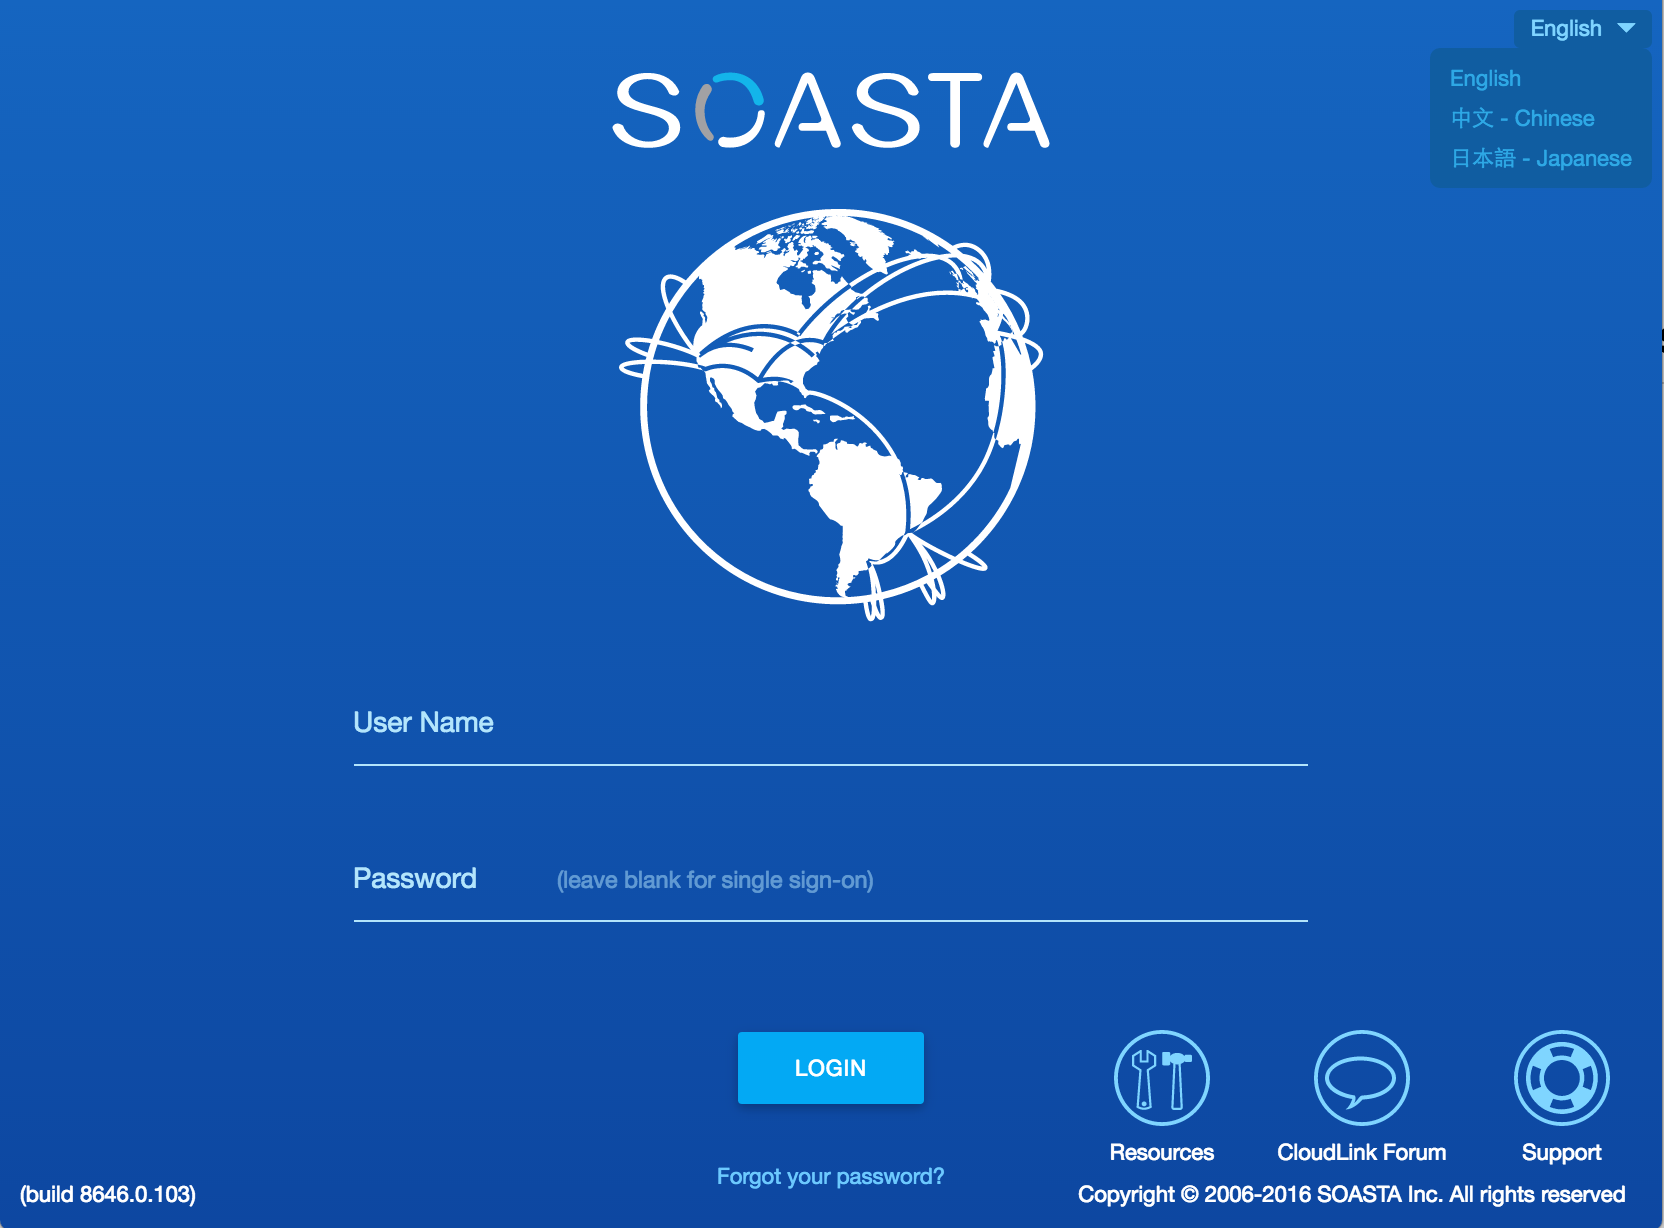 English
English
中文 - Chinese
日本語 - Japanese
SOASTA
User Name
Password (leave blank for single sign-on)
LOGIN
Resources
CloudLink Forum
Support
Forgot your password?
(build 8646.0.103)
Copyright © 2006-2016 SOASTA Inc. All rights reserved